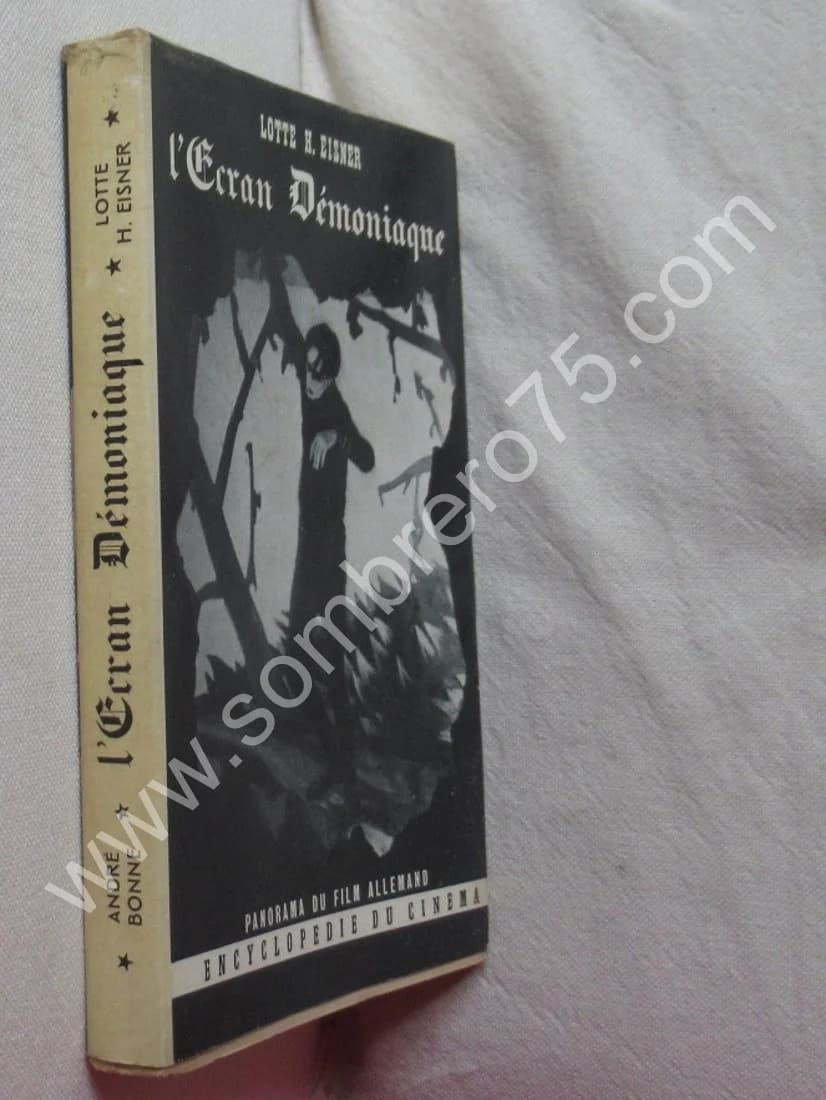 LOTTE H. EISNER
l'Ecran Démoniaque
PANORAMA DU FILM ALLEMAND
ENCYCLOPEDIE DU CINEMA
ANDRÉ
BONNE
l'Ecran Démoniaque
LOTTE
H. EISNER
www.sombrero75.com